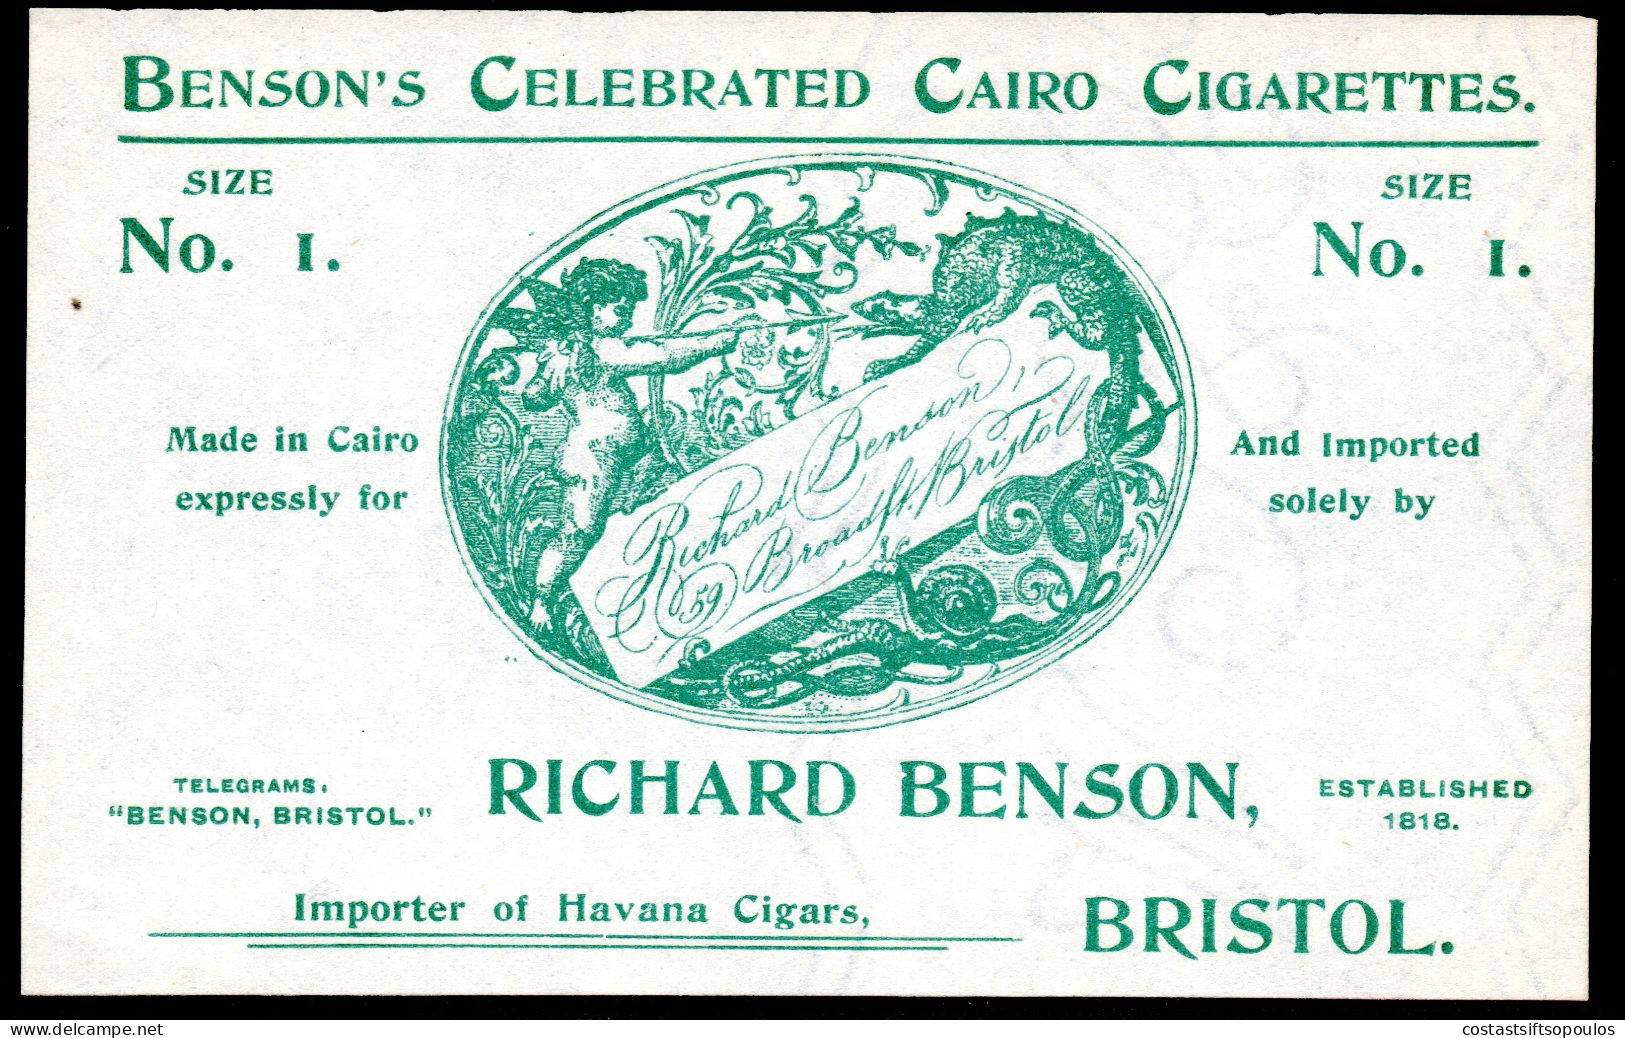 BENSON'S CELEBRATED CAIRO CIGARETTES.
SIZE
No. 1.
SIZE
No. 1.
Made in Cairo
expressly for
Richard Benson,
59 Broad St. Bristol.
And Imported
solely by
TELEGRAMS:
"BENSON, BRISTOL."
RICHARD BENSON,
ESTABLISHED
1818.
Importer of Havana Cigars,
BRISTOL.
www.delcampe.net
costastsiftsopoulos